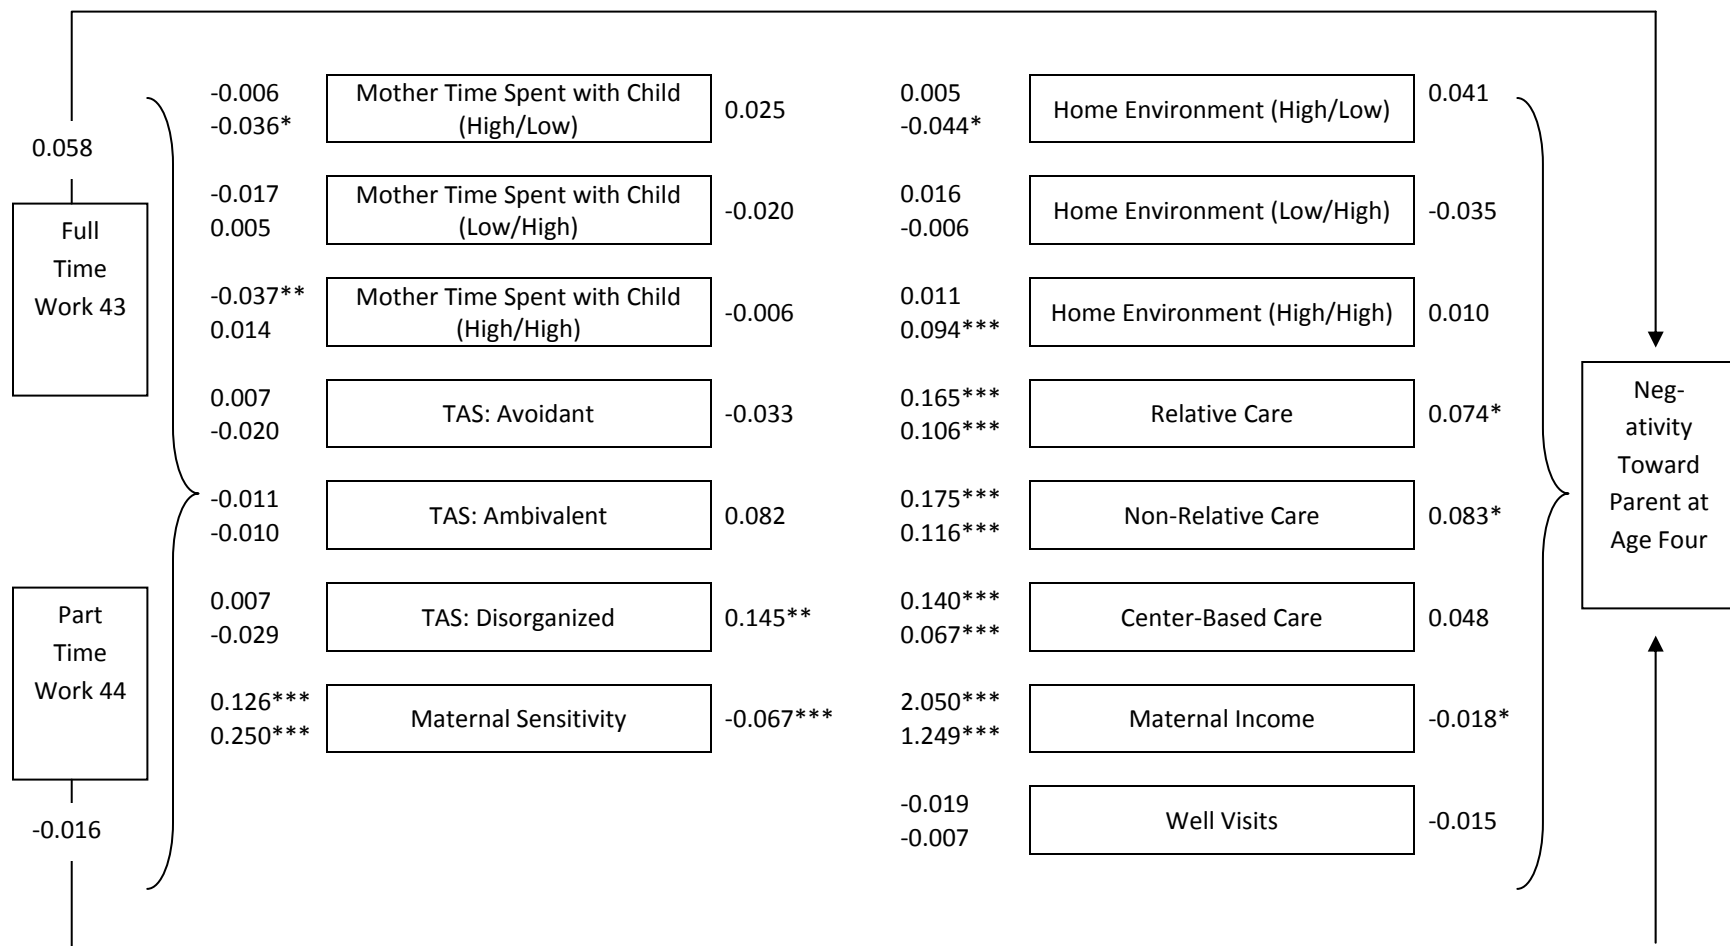 0.058
Full
Time
Work 43
Part
Time
Work 44
-0.016
-0.006
-0.036*
Mother Time Spent with Child
(High/Low)
0.025
-0.017
0.005
Mother Time Spent with Child
(Low/High)
-0.020
-0.037**
0.014
Mother Time Spent with Child
(High/High)
-0.006
0.007
-0.020
TAS: Avoidant
-0.033
-0.011
-0.010
TAS: Ambivalent
0.082
0.007
-0.029
TAS: Disorganized
0.145**
0.126***
0.250***
Maternal Sensitivity
-0.067***
0.005
-0.044*
Home Environment (High/Low)
0.041
0.016
-0.006
Home Environment (Low/High)
-0.035
0.011
0.094***
Home Environment (High/High)
0.010
0.165***
0.106***
Relative Care
0.074*
0.175***
0.116***
Non-Relative Care
0.083*
0.140***
0.067***
Center-Based Care
0.048
2.050***
1.249***
Maternal Income
-0.018*
-0.019
-0.007
Well Visits
-0.015
Neg-
ativity
Toward
Parent at
Age Four